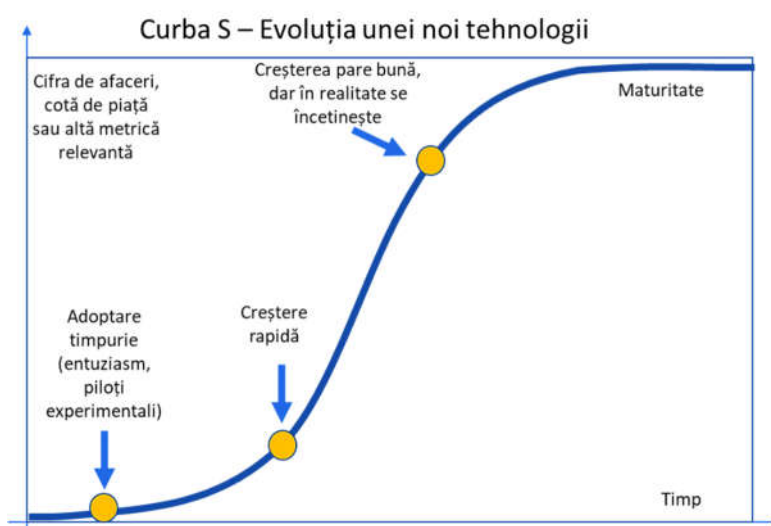 Curba S – Evoluția unei noi tehnologii
Cifra de afaceri,
cotă de piață
sau altă metrică
relevantă
Creșterea pare bună,
dar în realitate se
încetinește
Maturitate
Adoptare
timpurie
(entuziasm,
piloți
experimentali)
Creștere
rapidă
Timp